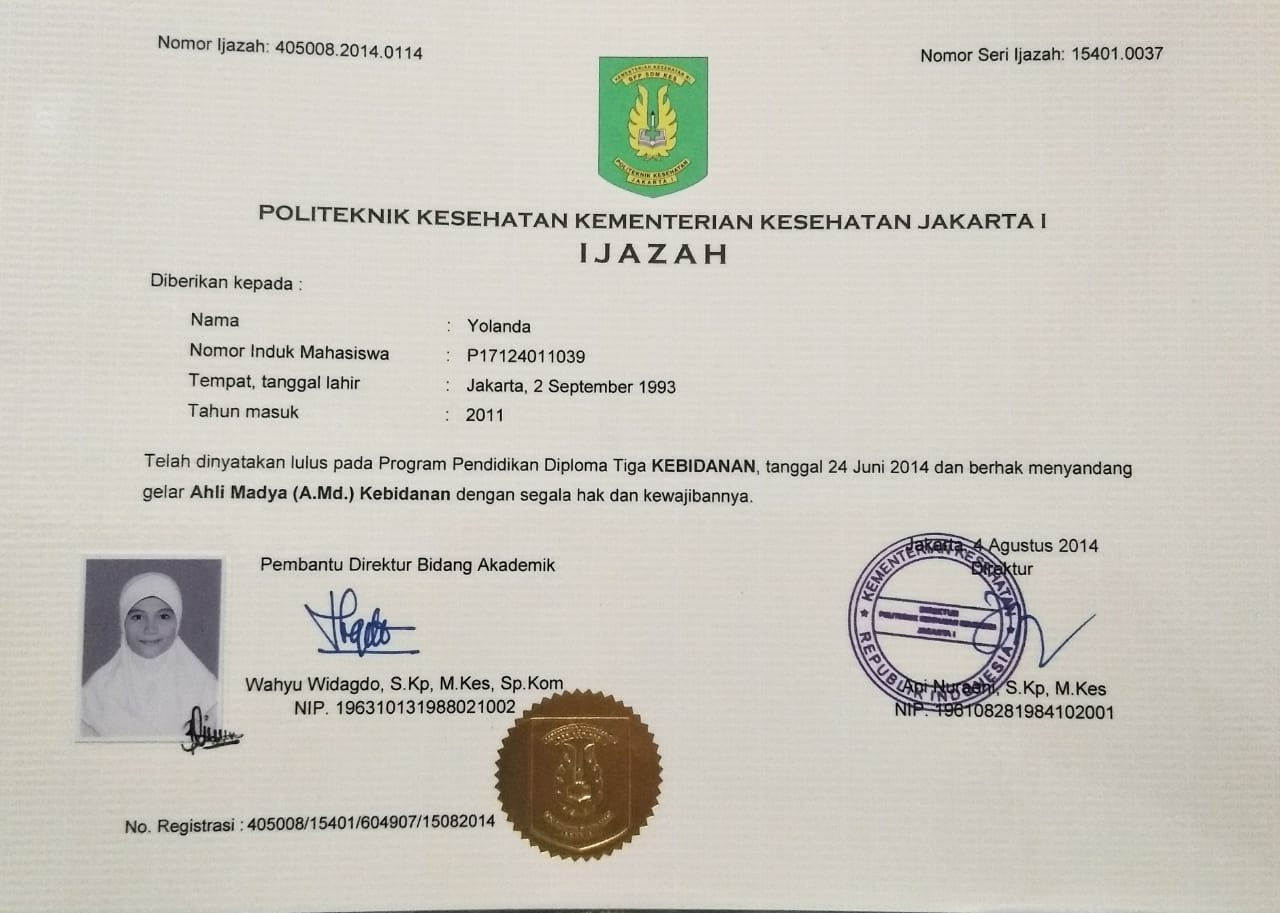 Nomor Ijazah: 405008.2014.0114
Nomor Seri Ijazah: 15401.0037
KEMENTERIAN KESEHATAN RI
BPP SDM KES
POLITEKNIK KESEHATAN
JAKARTA I
POLITEKNIK KESEHATAN KEMENTERIAN KESEHATAN JAKARTA I
IJAZAH
Diberikan kepada :
Nama : Yolanda
Nomor Induk Mahasiswa : P17124011039
Tempat, tanggal lahir : Jakarta, 2 September 1993
Tahun masuk : 2011
Telah dinyatakan lulus pada Program Pendidikan Diploma Tiga KEBIDANAN, tanggal 24 Juni 2014 dan berhak menyandang
gelar Ahli Madya (A.Md.) Kebidanan dengan segala hak dan kewajibannya.
Pembantu Direktur Bidang Akademik
Wahyu Widagdo, S.Kp, M.Kes, Sp.Kom
NIP. 196310131988021002
Jakarta, 4 Agustus 2014
Direktur
KEMENTERIAN KESEHATAN
DIREKTUR
POLITEKNIK KESEHATAN KEMENKES
JAKARTA I
REPUBLIK INDONESIA
Ani Nuraeni, S.Kp, M.Kes
NIP. 196108281984102001
No. Registrasi : 405008/15401/604907/15082014